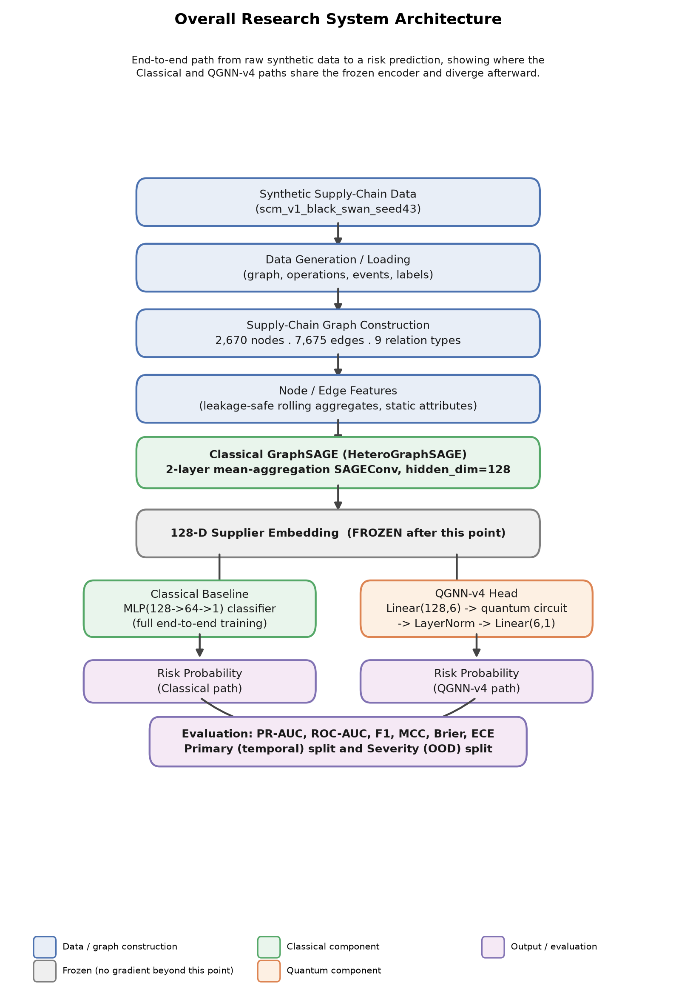 Overall Research System Architecture
End-to-end path from raw synthetic data to a risk prediction, showing where the
Classical and QGNN-v4 paths share the frozen encoder and diverge afterward.
Synthetic Supply-Chain Data
(scm_v1_black_swan_seed43)
Data Generation / Loading
(graph, operations, events, labels)
Supply-Chain Graph Construction
2,670 nodes . 7,675 edges . 9 relation types
Node / Edge Features
(leakage-safe rolling aggregates, static attributes)
Classical GraphSAGE (HeteroGraphSAGE)
2-layer mean-aggregation SAGEConv, hidden_dim=128
128-D Supplier Embedding  (FROZEN after this point)
Classical Baseline
MLP(128->64->1) classifier
(full end-to-end training)
QGNN-v4 Head
Linear(128,6) -> quantum circuit
-> LayerNorm -> Linear(6,1)
Risk Probability
(Classical path)
Risk Probability
(QGNN-v4 path)
Evaluation: PR-AUC, ROC-AUC, F1, MCC, Brier, ECE
Primary (temporal) split and Severity (OOD) split
Data / graph construction
Classical component
Output / evaluation
Frozen (no gradient beyond this point)
Quantum component